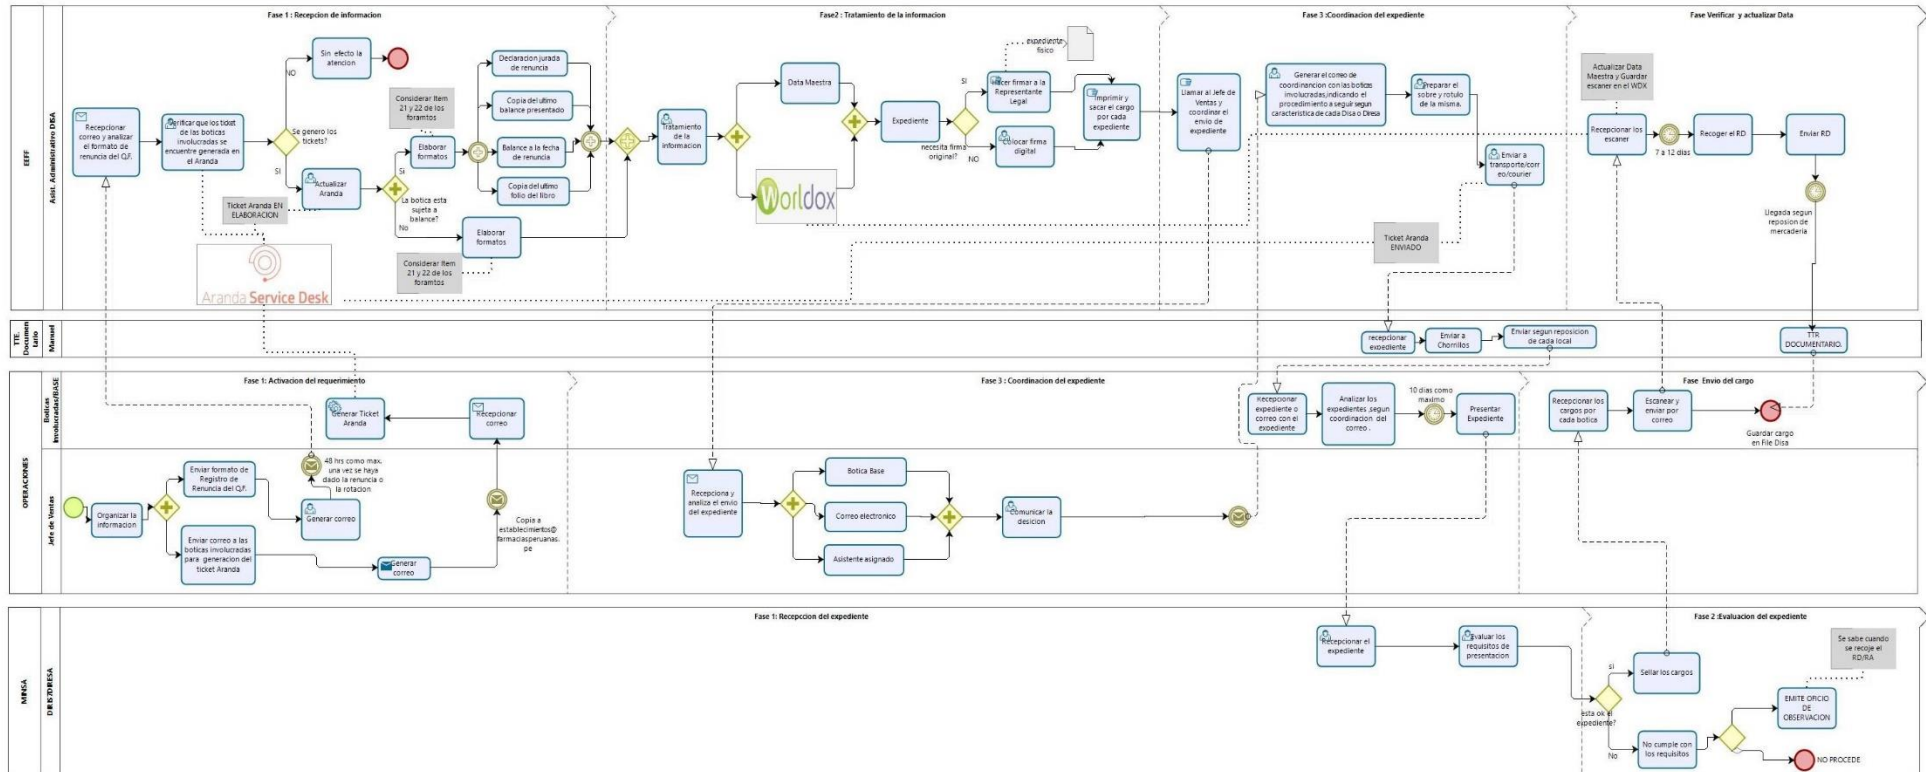 Fase 1 : Recepcion de informacion
Fase2 : Tratamiento de la informacion
Fase 3 :Coordinacion del expediente
Fase Verificar y actualizar Data
EEFF
Asist. Administrativo DISA
Recepcionar
correo y analizar
el formato de
renuncia del Q.F.
Verificar que los ticket
de las boticas
involucradas se
encuentre generada en
el Aranda
Se genero los
tickets?
NO
Sin efecto la
atencion
Si
Actualizar
Aranda
Ticket Aranda EN
ELABORACION
Aranda Service Desk
La botica esta
sujeta a
balance?
Si
No
Considerar Item
21 y 22 de los
foramtos
Elaborar
formatos
Elaborar
formatos
Considerar Item
21 y 22 de los
foramtos
Declaracion jurada
de renuncia
Copia del ultimo
balance presentado
Balance a la fecha
de renuncia
Copia del ultimo
folio del libro
Tratamiento
de la
informacion
Data Maestra
Worldox
Expediente
necesita firma
original?
SI
NO
Hacer firmar a la
Representante
Legal
Colocar firma
digital
expediente
fisico
Imprimir y
sacar el cargo
por cada
expediente
Llamar al Jefe de
Ventas y
coordinar el
envio de
expediente
Generar el correo de
coordinancion con las boticas
involucradas,indicando el
procedimiento a seguir segun
caracteristica de cada Disa o Diresa
Preparar el
sobre y rotulo
de la misma.
Enviar a
transporte/corr
eo/courier
Ticket Aranda
ENVIADO
Actualizar Data
Maestra y Guardar
escaner en el WDX
Recepcionar los
escaner
7 a 12 dias
Recoger el RD
Enviar RD
Llegada segun
reposion de
mercaderia
TTE.
Documen
tario
Manuel
recepcionar
expediente
Enviar a
Chorrillos
Enviar segun reposicion
de cada local
TTR
DOCUMENTARIO.
OPERACIONES
Boticas
Involucradas/BASE
Jefe de Ventas
Fase 1: Activacion del requerimiento
Fase 3 : Coordinacion del expediente
Fase Envio del cargo
Generar Ticket
Aranda
Recepcionar
correo
48 hrs como max.
una vez se haya
dado la renuncia o
la rotacion
Organizar la
informacion
Enviar formato de
Registro de
Renuncia del Q.F.
Generar correo
Enviar correo a las
boticas involucradas
para generacion del
ticket Aranda
Generar
correo
Copia a
establecimientos@
farmaciasperuanas.
pe
Recepciona y
analiza el envio
del expediente
Botica Base
Correo electronico
Asistente asignado
Comunicar la
desicion
Recepcionar
expediente o
correo con el
expediente
Analizar los
expedientes ,segun
coordinacion del
correo .
10 dias como
maximo
Presentar
Expediente
Recepcionar los
cargos por
cada botica
Escanear y
enviar por
correo
Guardar cargo
en File Disa
MINSA
DIRIS/DIRESA
Fase 1: Recepcion del expediente
Fase 2 :Evaluacion del expediente
Recepcionar el
expediente
Evaluar los
requisitos de
presentacion
esta ok el
expediente?
si
No
Sellar los cargos
No cumple con
los requisitos
Se sabe cuando
se recoje el
RD/RA
EMITE OFICIO
DE
OBSERVACION
NO PROCEDE